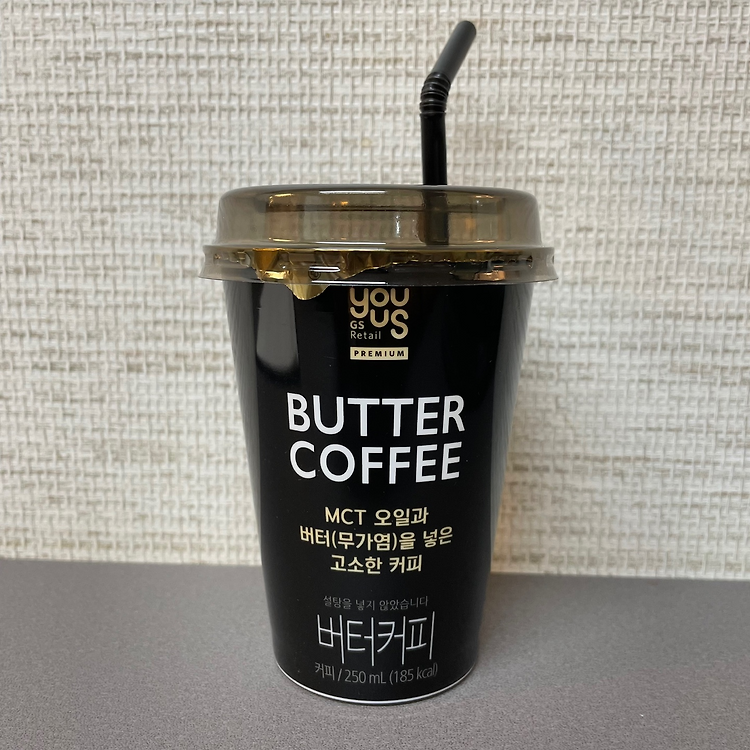 you
us
GS
Retail
PREMIUM
BUTTER
COFFEE
MCT 오일과
버터(무가염)을 넣은
고소한 커피
설탕을 넣지 않았습니다
버터커피
커피 / 250 mL (185 kcal)